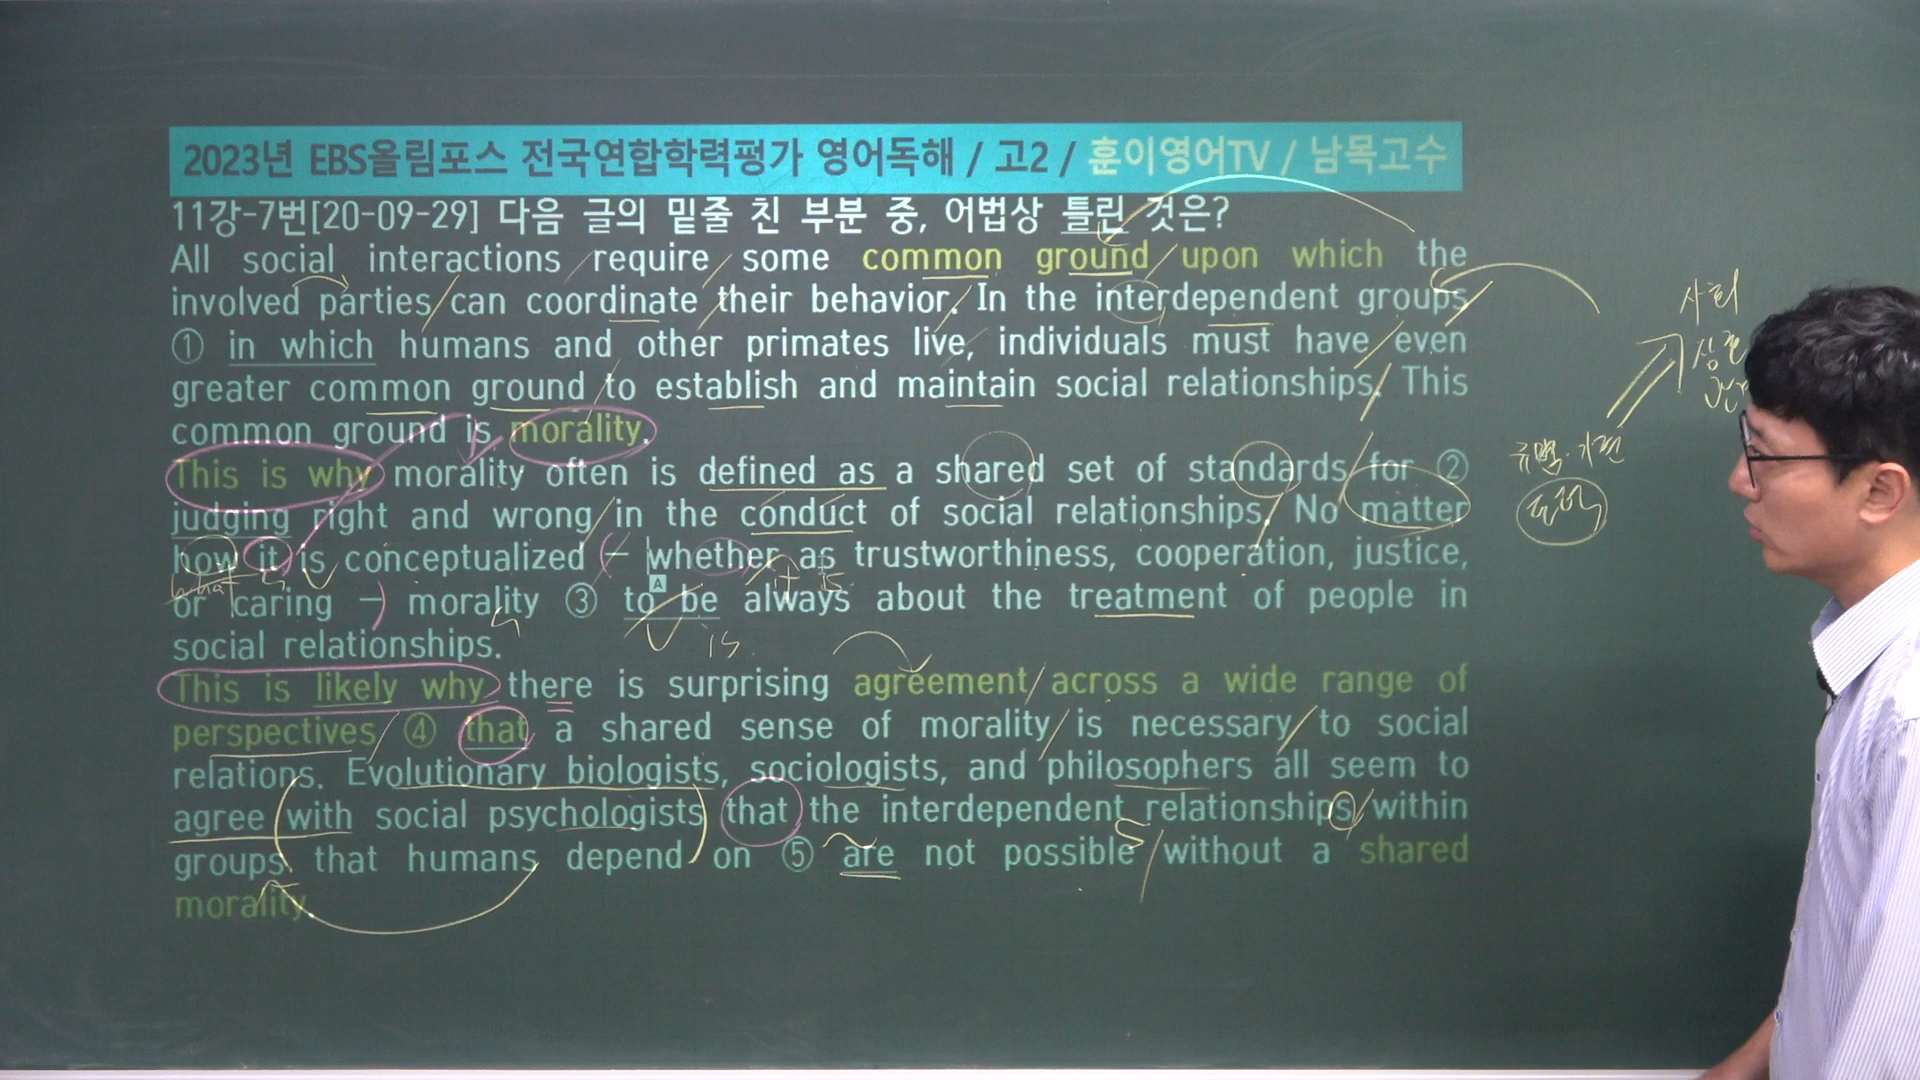 2023년 EBS올림포스 전국연합학력평가 영어독해 / 고2 / 훈이영어TV / 남목고수
11강-7번[20-09-29] 다음 글의 밑줄 친 부분 중, 어법상 틀린 것은?
All social interactions require some common ground upon which the
involved parties can coordinate their behavior. In the interdependent groups
① in which humans and other primates live, individuals must have even
greater common ground to establish and maintain social relationships. This
common ground is morality.
This is why morality often is defined as a shared set of standards for ②
judging right and wrong in the conduct of social relationships. No matter
how it is conceptualized — whether as trustworthiness, cooperation, justice,
or caring — morality ③ to be always about the treatment of people in
social relationships.
This is likely why there is surprising agreement across a wide range of
perspectives ④ that a shared sense of morality is necessary to social
relations. Evolutionary biologists, sociologists, and philosophers all seem to
agree with social psychologists that the interdependent relationships within
groups that humans depend on ⑤ are not possible without a shared
morality.
what
it is
A
is
사회